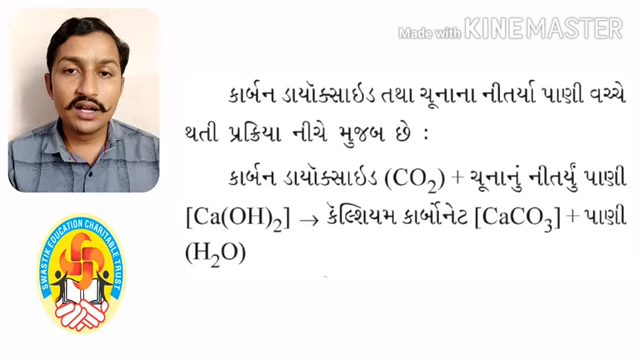 Made with KINEMASTER
કાર્બન ડાયૉક્સાઇડ તથા ચૂનાના નીતર્યા પાણી વચ્ચે
થતી પ્રક્રિયા નીચે મુજબ છે :
કાર્બન ડાયૉક્સાઇડ (CO₂) + ચૂનાનું નીતર્યું પાણી
[Ca(OH)₂] → કૅલ્શિયમ કાર્બોનેટ [CaCO₃] + પાણી
(H₂O)
SWASTIK EDUCATION CHARITABLE TRUST